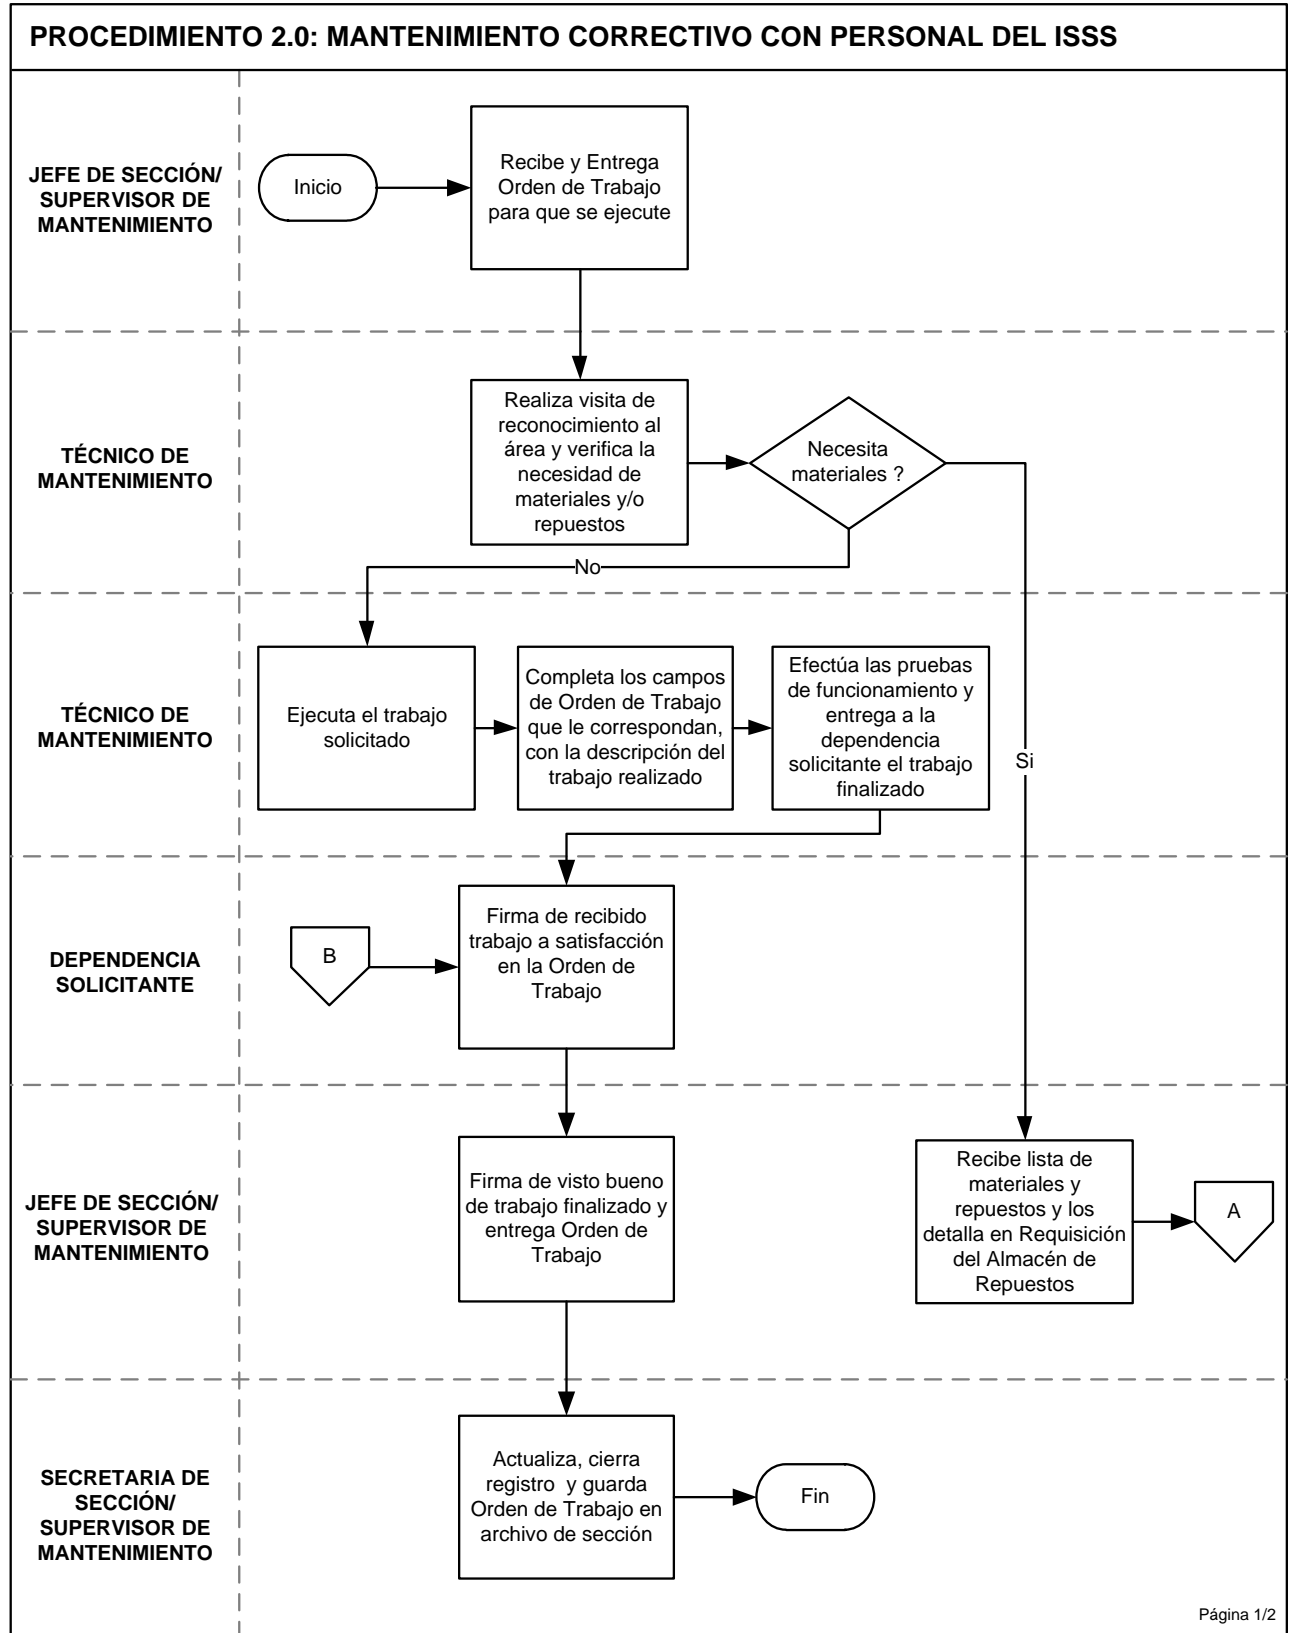 PROCEDIMIENTO 2.0: MANTENIMIENTO CORRECTIVO CON PERSONAL DEL ISSS
JEFE DE SECCIÓN/
SUPERVISOR DE
MANTENIMIENTO
Inicio
Recibe y Entrega
Orden de Trabajo
para que se ejecute
TÉCNICO DE
MANTENIMIENTO
Realiza visita de
reconocimiento al
área y verifica la
necesidad de
materiales y/o
repuestos
Necesita
materiales ?
No
Si
TÉCNICO DE
MANTENIMIENTO
Ejecuta el trabajo
solicitado
Completa los campos
de Orden de Trabajo
que le correspondan,
con la descripción del
trabajo realizado
Efectúa las pruebas
de funcionamiento y
entrega a la
dependencia
solicitante el trabajo
finalizado
DEPENDENCIA
SOLICITANTE
B
Firma de recibido
trabajo a satisfacción
en la Orden de
Trabajo
JEFE DE SECCIÓN/
SUPERVISOR DE
MANTENIMIENTO
Firma de visto bueno
de trabajo finalizado y
entrega Orden de
Trabajo
Recibe lista de
materiales y
repuestos y los
detalla en Requisición
del Almacén de
Repuestos
A
SECRETARIA DE
SECCIÓN/
SUPERVISOR DE
MANTENIMIENTO
Actualiza, cierra
registro  y guarda
Orden de Trabajo en
archivo de sección
Fin
Página 1/2